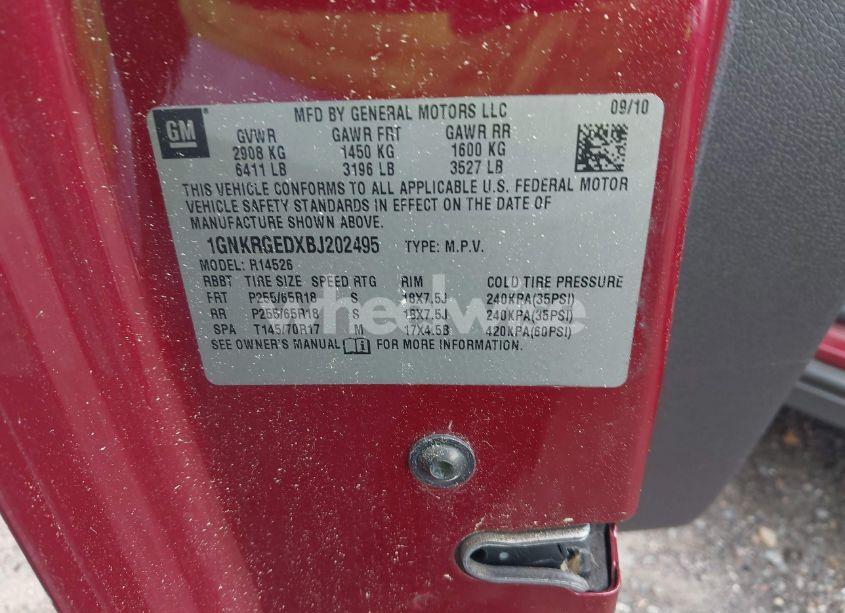 MFD BY GENERAL MOTORS LLC 09/10
GM
GVWR GAWR FRT GAWR RR
2908 KG 1450 KG 1600 KG
6411 LB 3196 LB 3527 LB
THIS VEHICLE CONFORMS TO ALL APPLICABLE U.S. FEDERAL MOTOR
VEHICLE SAFETY STANDARDS IN EFFECT ON THE DATE OF
MANUFACTURE SHOWN ABOVE.
1GNKRGEDXBJ202495 TYPE: M.P.V.
MODEL: R14526
RBBT TIRE SIZE SPEED RTG RIM COLD TIRE PRESSURE
FRT P255/65R18 S 18X7.5J 240KPA(35PSI)
RR P255/65R18 S 18X7.5J 240KPA(35PSI)
SPA T145/70R17 M 17X4.5B 420KPA(60PSI)
SEE OWNER'S MANUAL FOR MORE INFORMATION.